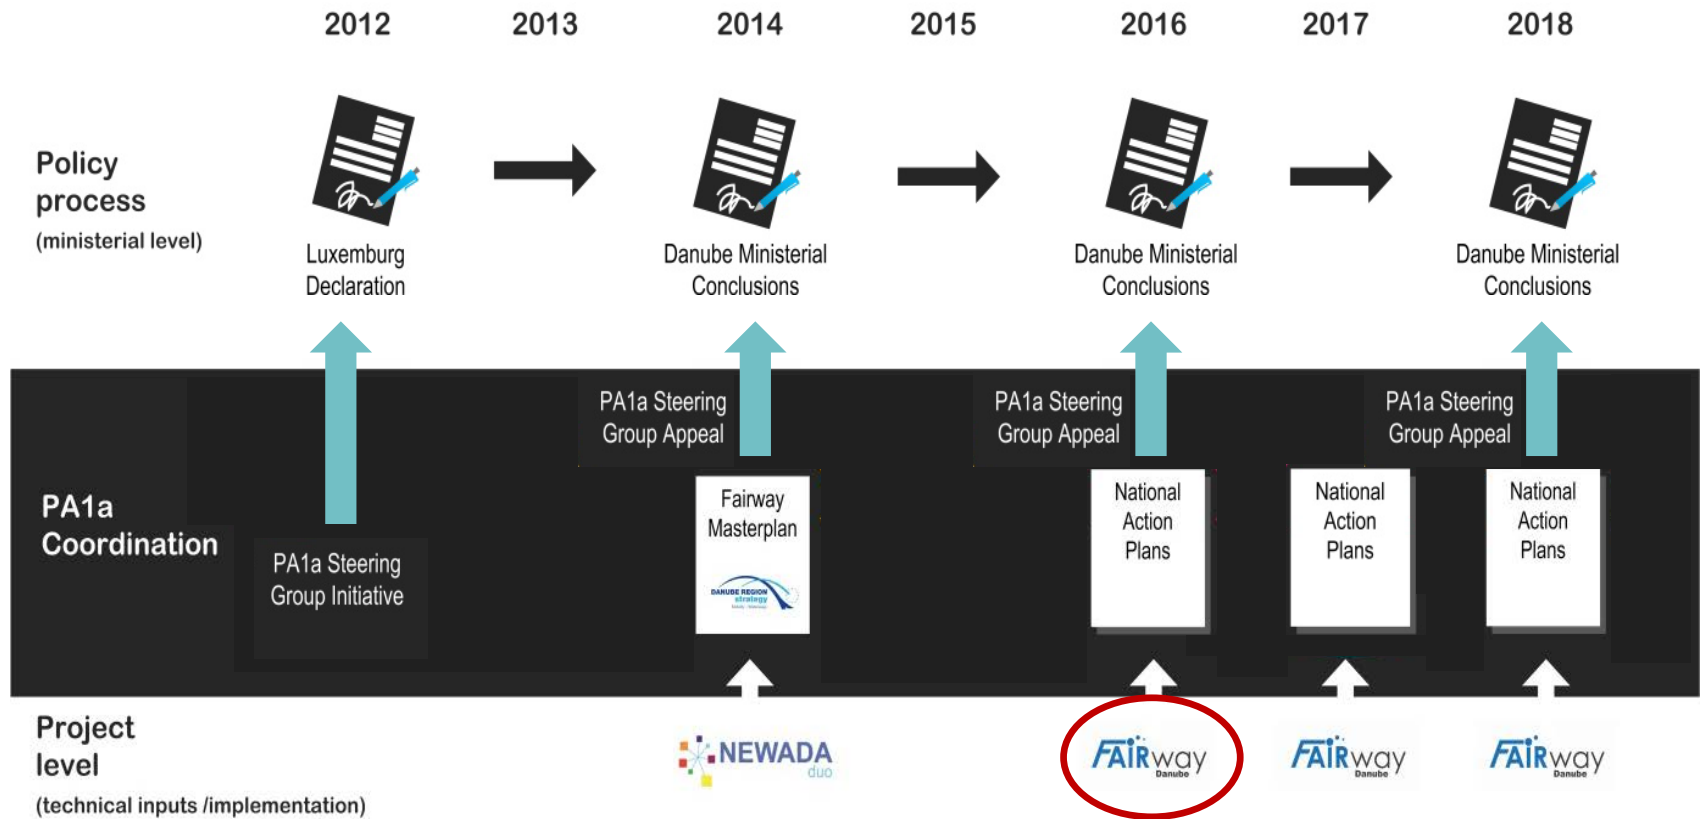 2012 2013 2014 2015 2016 2017 2018
Policy
process
(ministerial level)
Luxemburg
Declaration
Danube Ministerial
Conclusions
Danube Ministerial
Conclusions
Danube Ministerial
Conclusions
PA1a
Coordination
PA1a Steering
Group Initiative
PA1a Steering
Group Appeal
Fairway
Masterplan
DANUBE REGION
strategy
PA1a Steering
Group Appeal
National
Action
Plans
National
Action
Plans
PA1a Steering
Group Appeal
National
Action
Plans
Project
level
(technical inputs /implementation)
NEWADA
duo
FAIRway
Danube
FAIRway
Danube
FAIRway
Danube